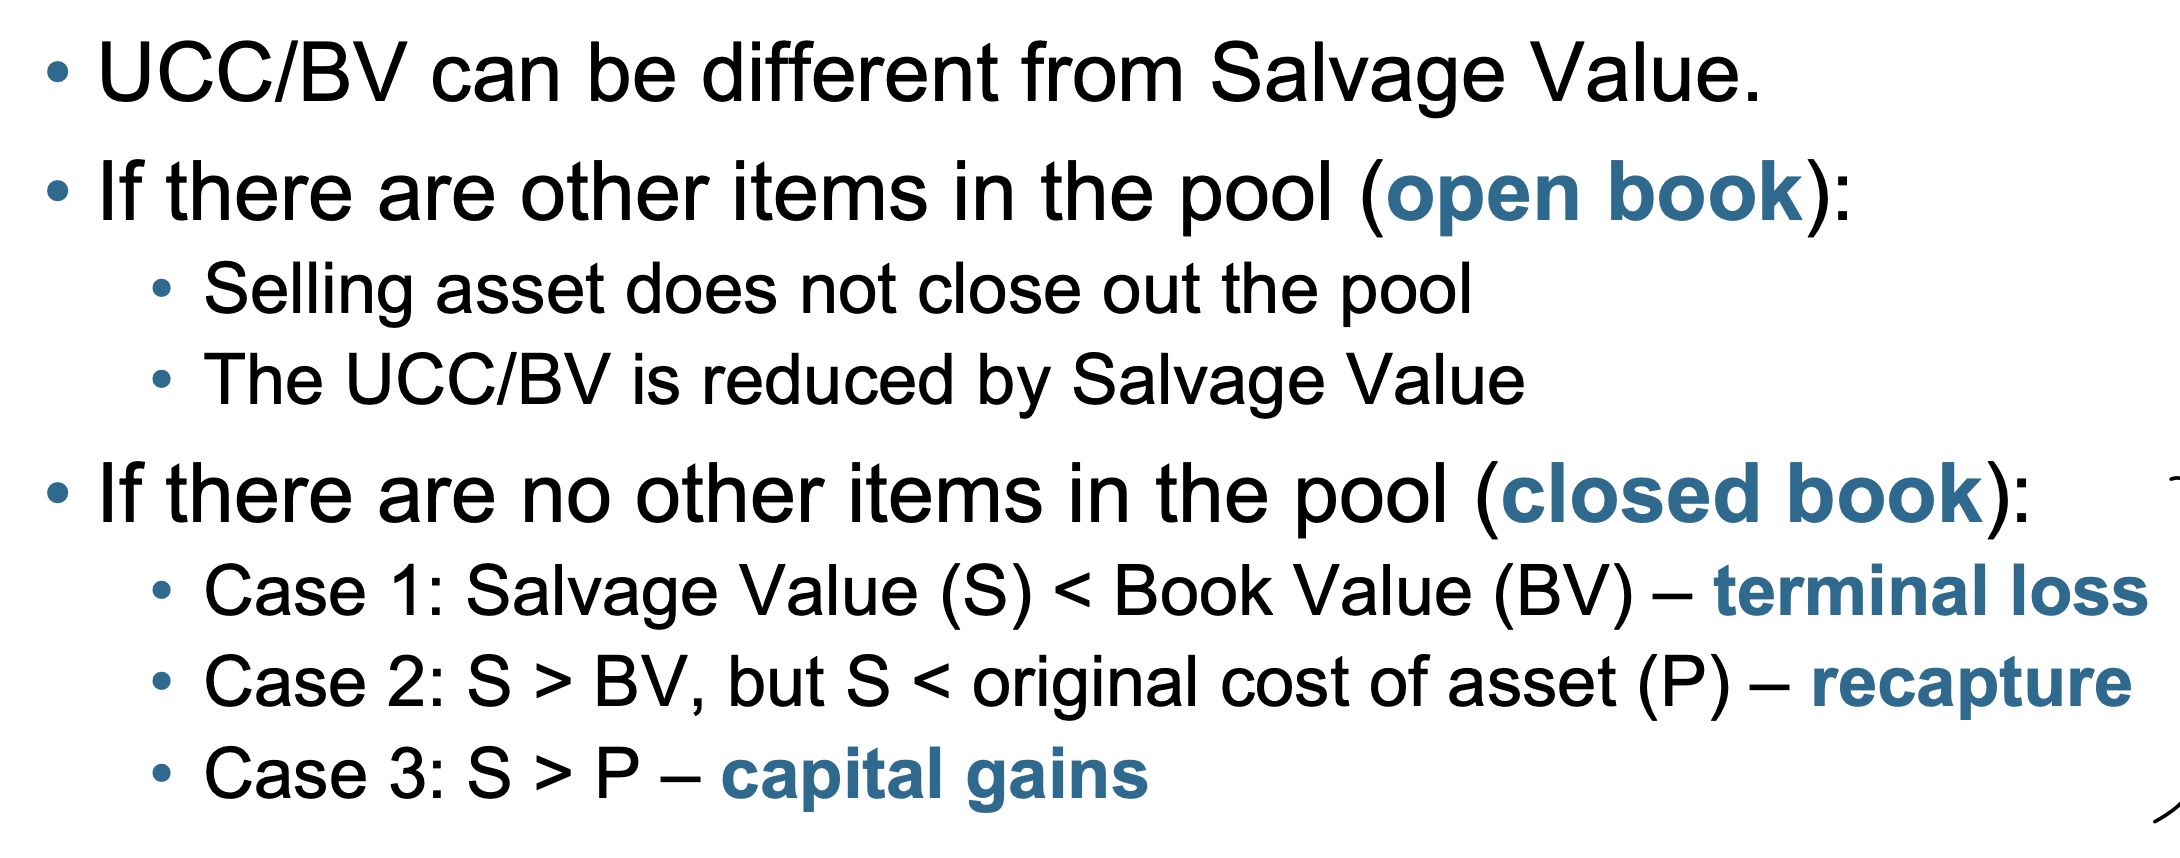 • UCC/BV can be different from Salvage Value.
• If there are other items in the pool (open book):
• Selling asset does not close out the pool
• The UCC/BV is reduced by Salvage Value
• If there are no other items in the pool (closed book):
• Case 1: Salvage Value (S) < Book Value (BV) – terminal loss
• Case 2: S > BV, but S < original cost of asset (P) – recapture
• Case 3: S > P – capital gains